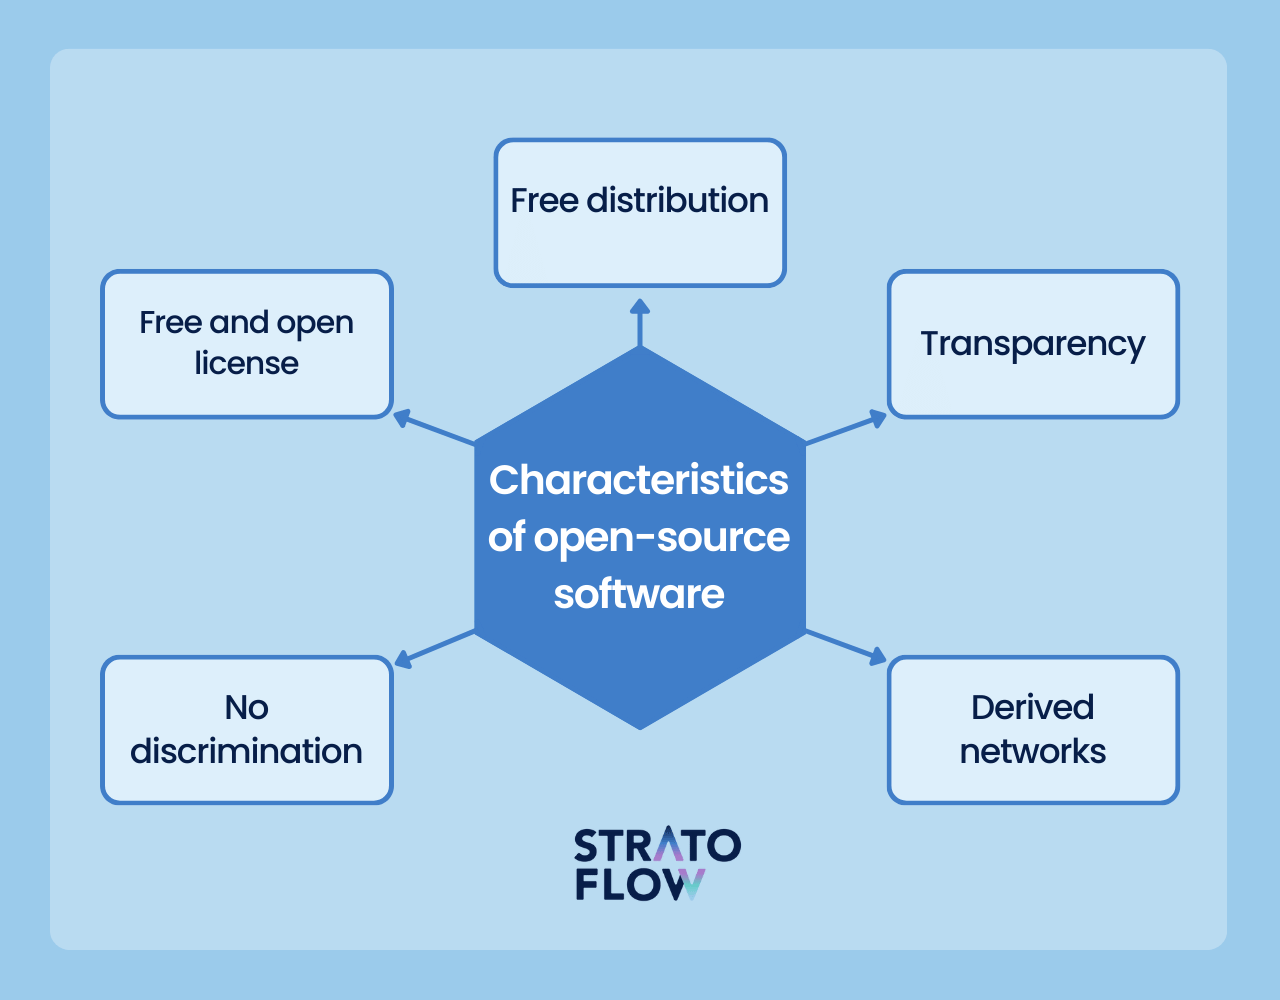 Free distribution
Free and open
license
Transparency
Characteristics
of open-source
software
No
discrimination
Derived
networks
STRATO
FLOW